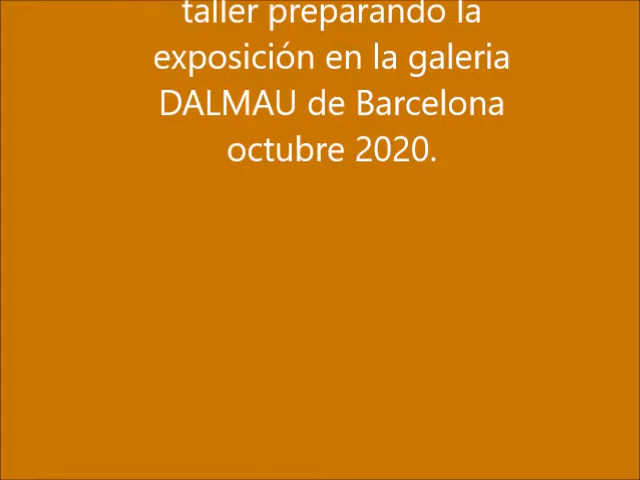 taller preparando la
exposición en la galeria
DALMAU de Barcelona
octubre 2020.